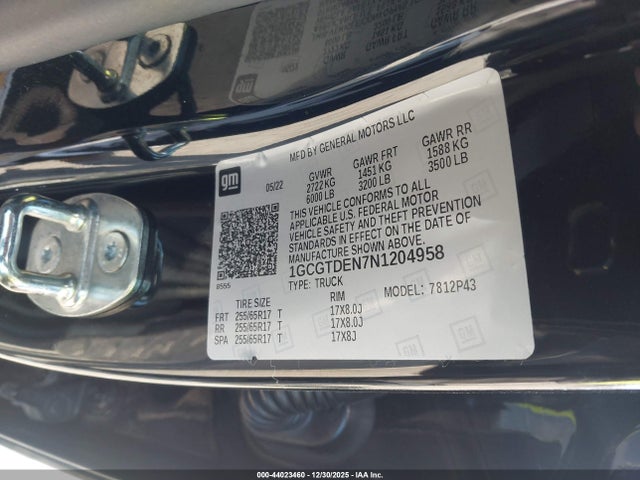 MFD BY GENERAL MOTORS LLC
gm
05/22
GVWR GAWR FRT GAWR RR
2722 KG 1451 KG 1588 KG
6000 LB 3200 LB 3500 LB
THIS VEHICLE CONFORMS TO ALL
APPLICABLE U.S. FEDERAL MOTOR
VEHICLE SAFETY AND THEFT PREVENTION
STANDARDS IN EFFECT ON THE DATE OF
MANUFACTURE SHOWN ABOVE.
8555
1GCGTDEN7N1204958
TYPE: TRUCK
MODEL: 7812P43
TIRE SIZE RIM
FRT 255/65R17 T 17X8.0J
RR 255/65R17 T 17X8.0J
SPA 255/65R17 T 17X8J
000-44023460 - 12/30/2025 - IAA Inc.